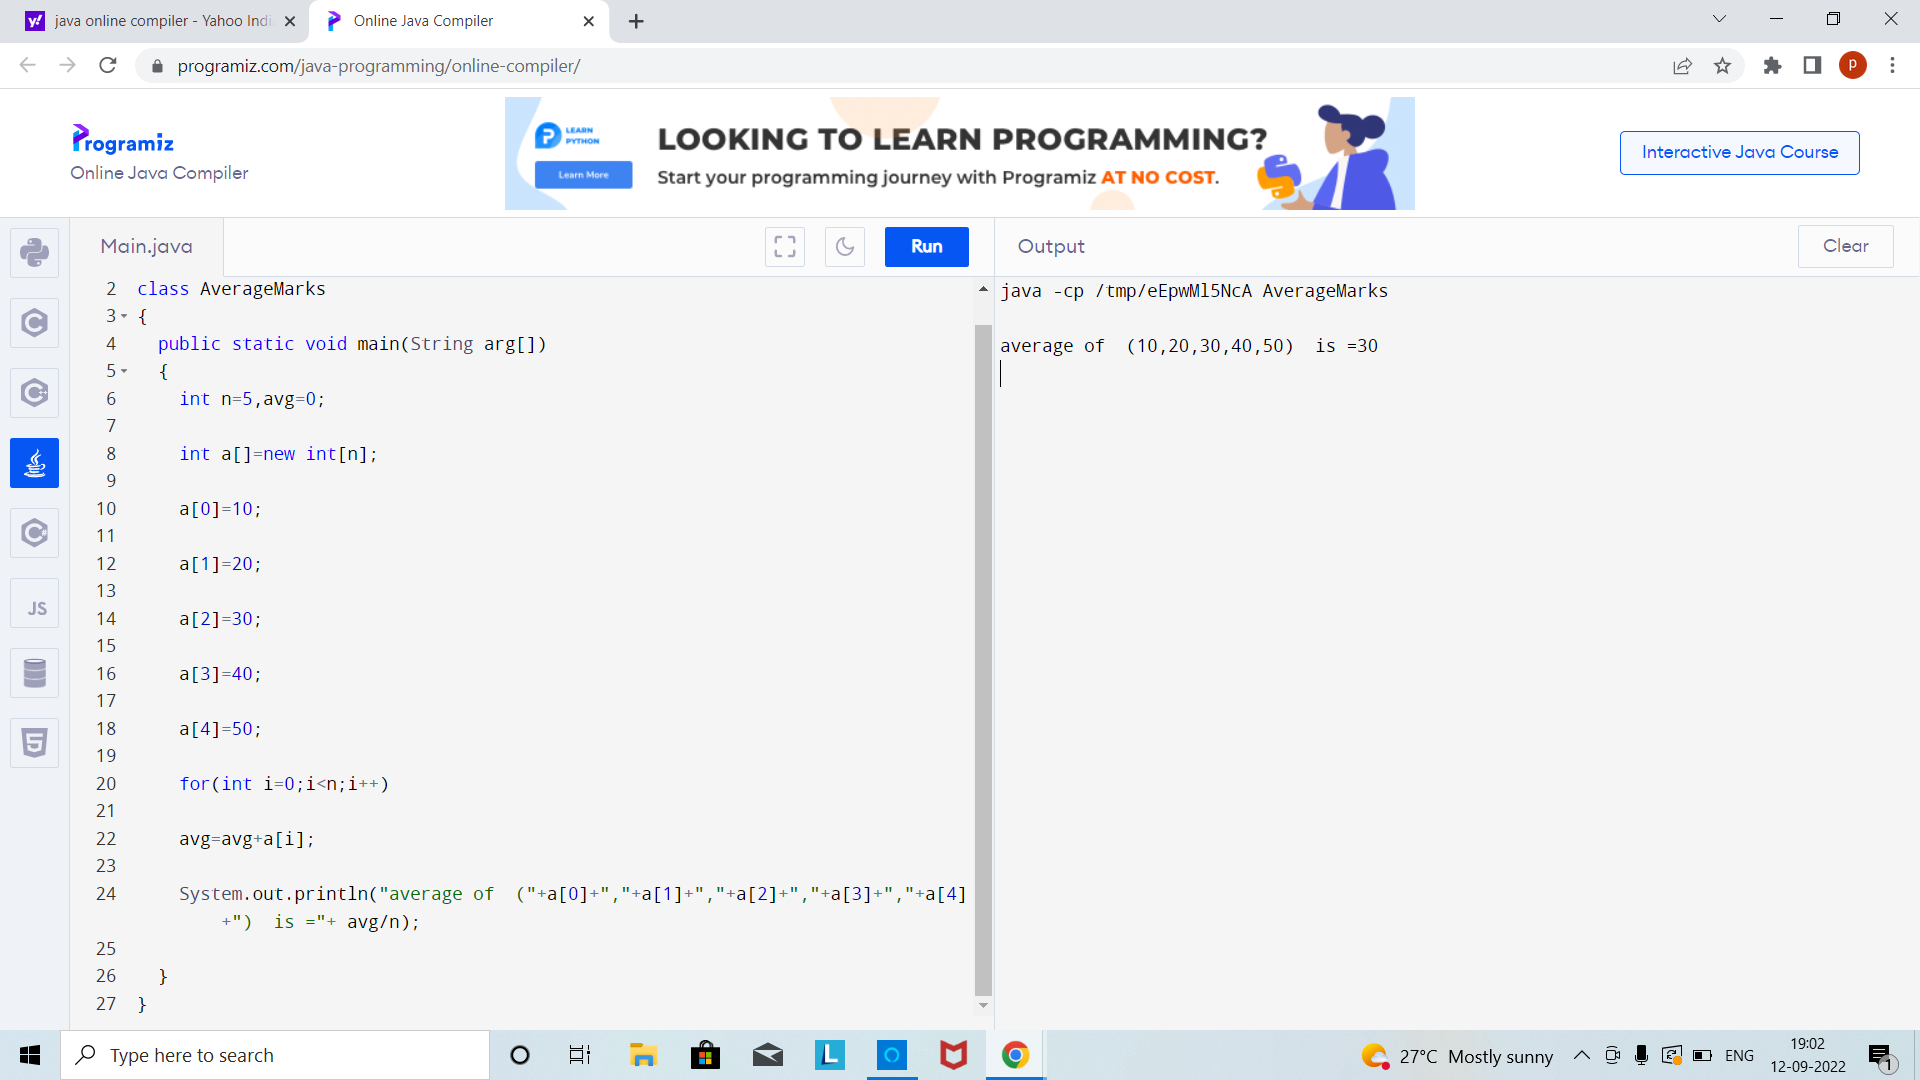 java online compiler - Yahoo Indi
Online Java Compiler
programiz.com/java-programming/online-compiler/
P
Programiz
Online Java Compiler
LEARN
PYTHON
Learn More
LOOKING TO LEARN PROGRAMMING?
Start your programming journey with Programiz AT NO COST.
Interactive Java Course
Main.java
Run
Output
Clear
2 class AverageMarks
3 {
4 public static void main(String arg[])
5 {
6 int n=5,avg=0;
7
8 int a[]=new int[n];
9
10 a[0]=10;
11
12 a[1]=20;
13
14 a[2]=30;
15
16 a[3]=40;
17
18 a[4]=50;
19
20 for(int i=0;i<n;i++)
21
22 avg=avg+a[i];
23
24 System.out.println("average of  ("+a[0]+","+a[1]+","+a[2]+","+a[3]+","+a[4]
+")  is ="+ avg/n);
25
26 }
27 }
java -cp /tmp/eEpwMl5NcA AverageMarks
average of  (10,20,30,40,50)  is =30
JS
Type here to search
L
27°C Mostly sunny
ENG
19:02
12-09-2022
1